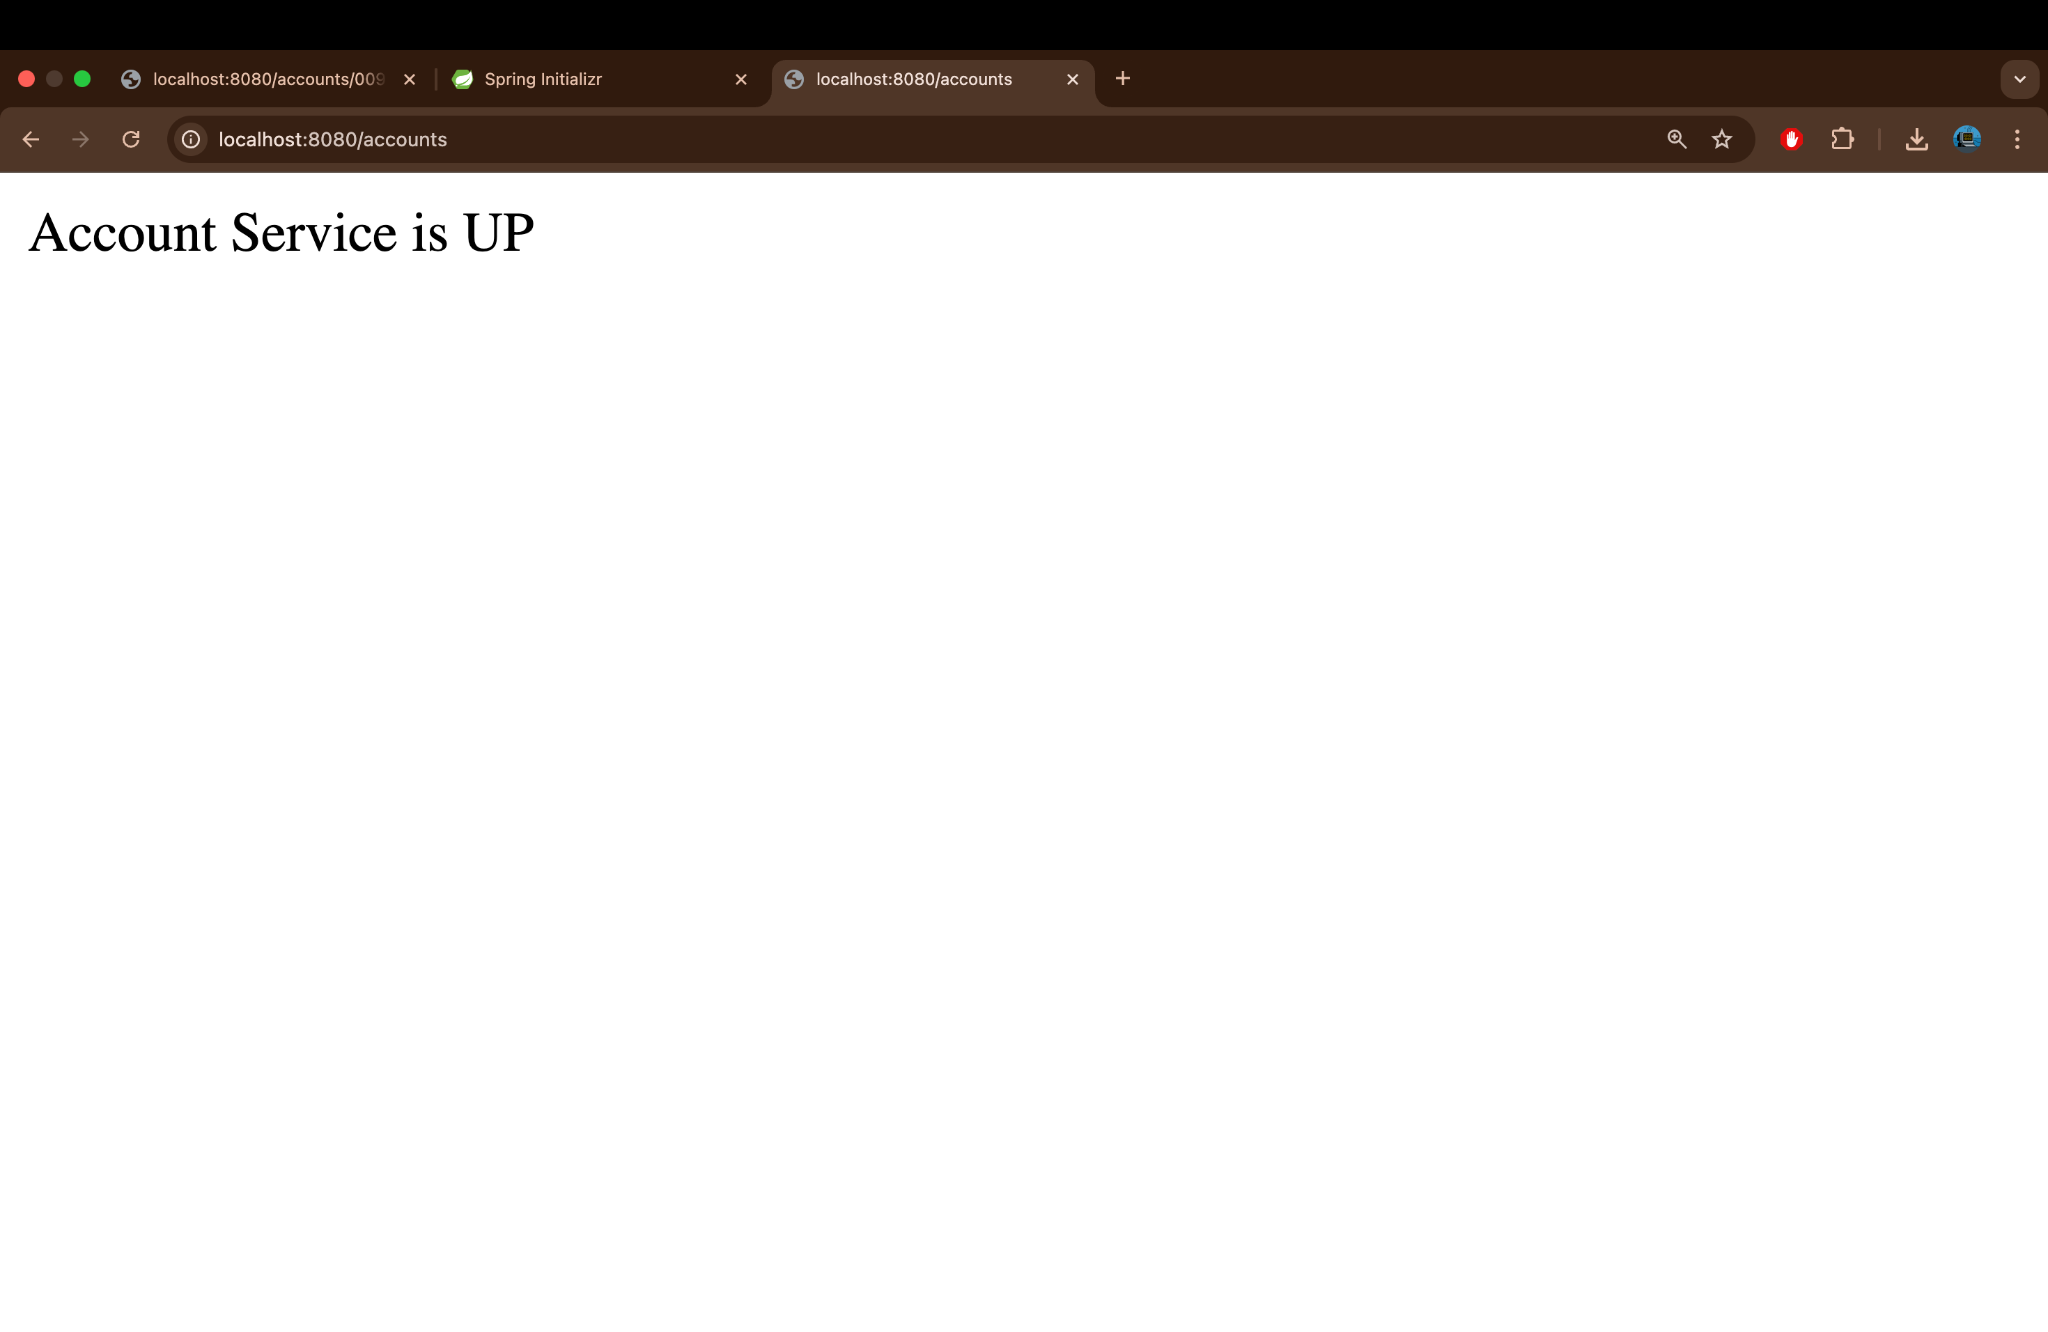 localhost:8080/accounts/009
Spring Initializr
localhost:8080/accounts
localhost:8080/accounts
Account Service is UP